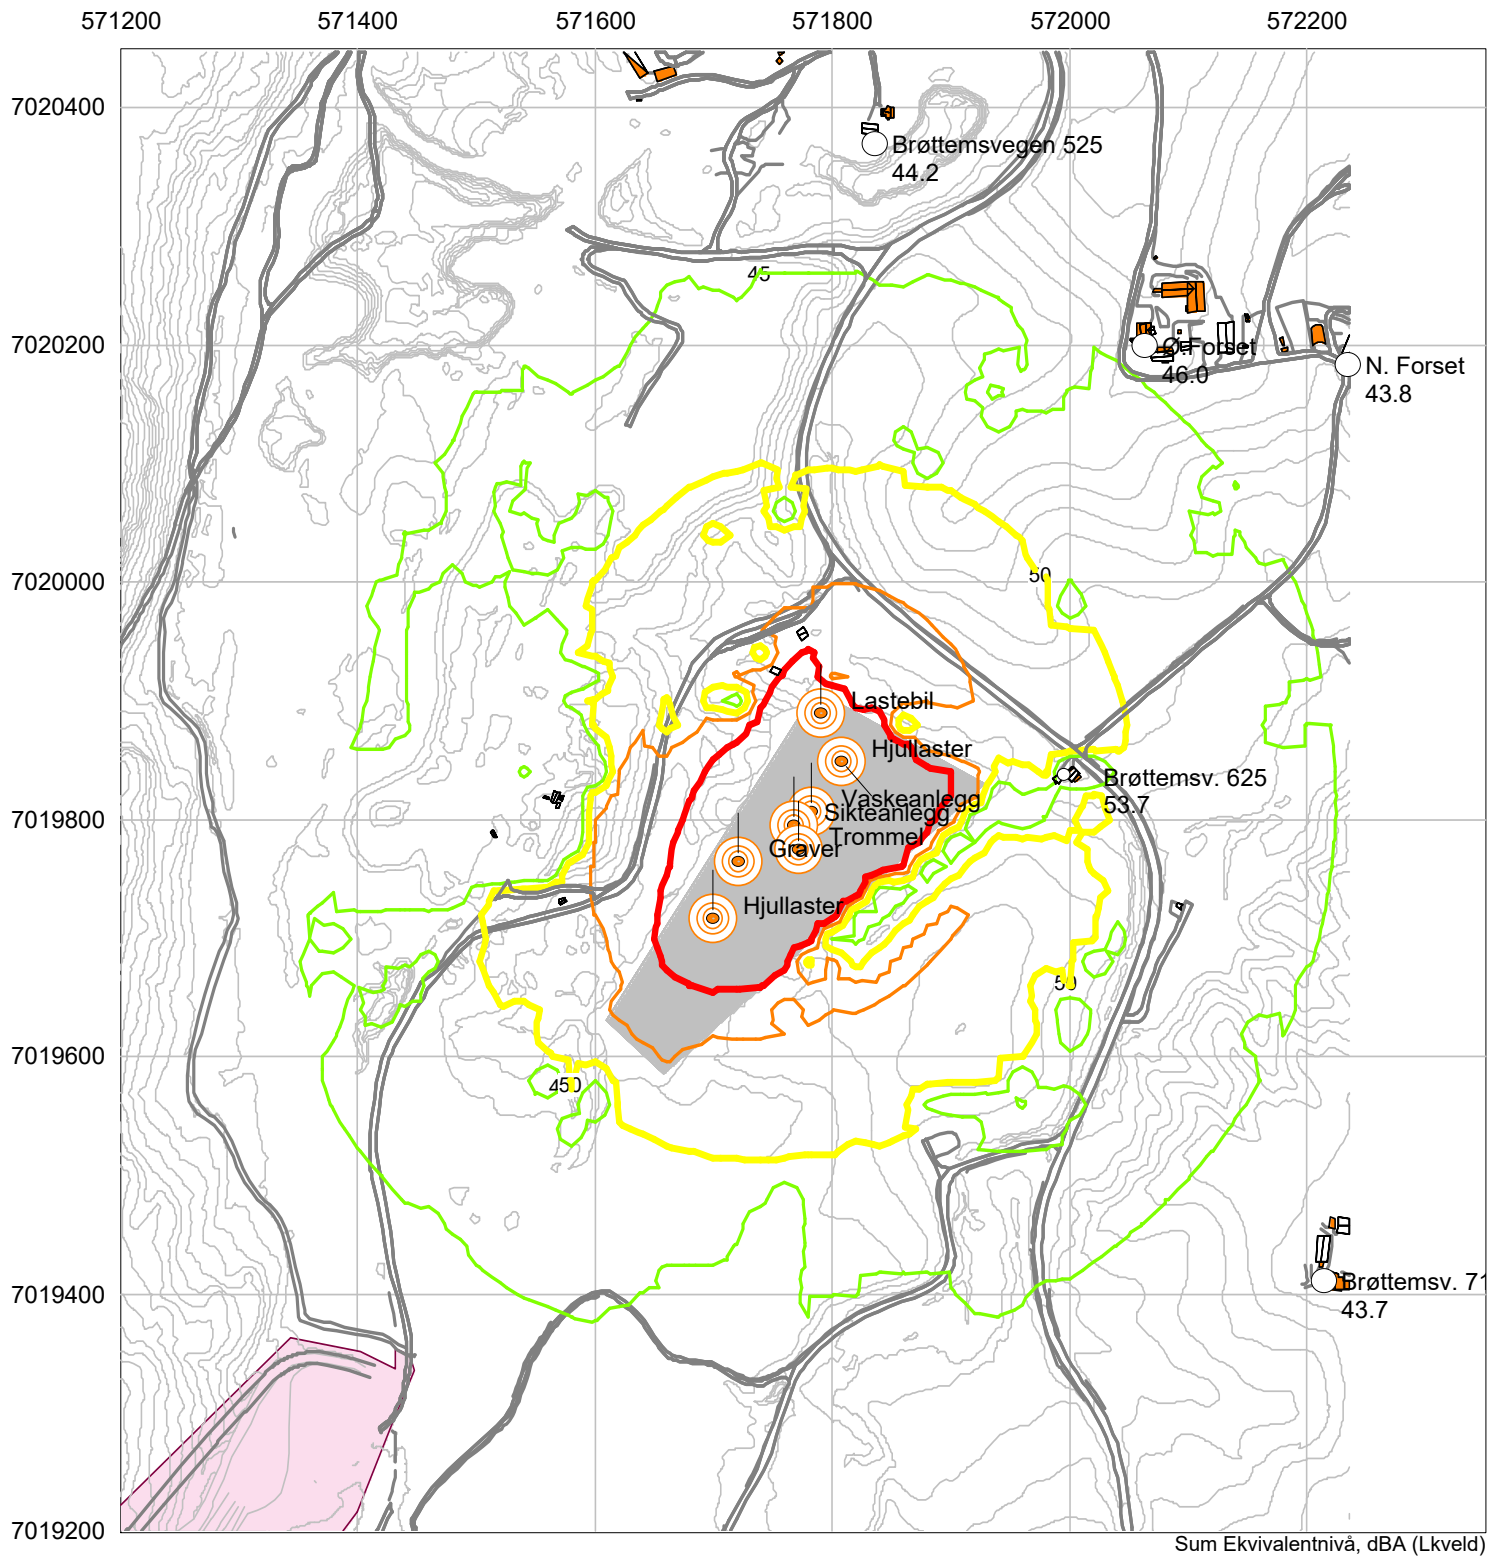 571200 571400 571600 571800 572000 572200
7020400
Brøttemsvegen 525
44.2
45
7020200
Ø.Forset
46.0
N. Forset
43.8
7020000
50
Lastebil
Hjullaster
Brøttemsv. 625
53.7
Vaskeanlegg
7019800
Sikteanlegg
Trommel
Graver
Hjullaster
50
7019600
450
7019400
Brøttemsv. 71
43.7
7019200
Sum Ekvivalentnivå, dBA (Lkveld)